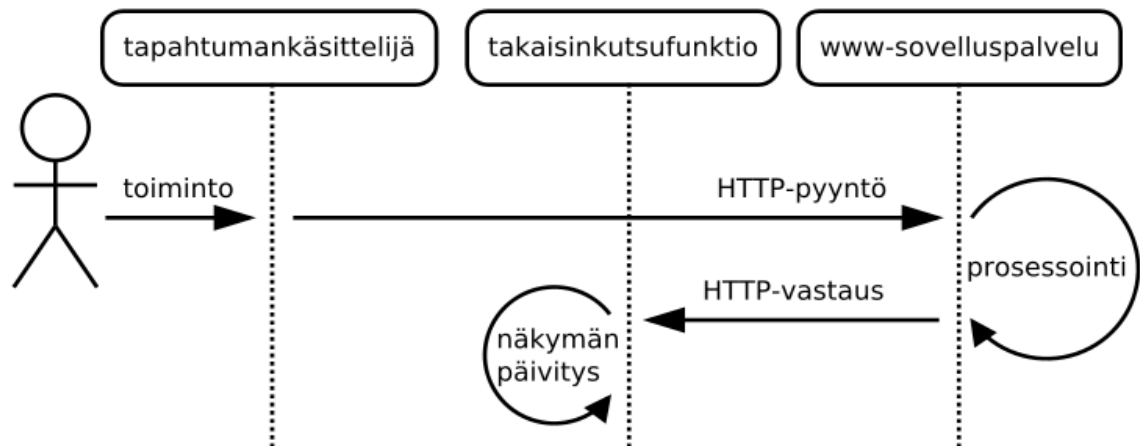 tapahtumankäsittelijä
takaisinkutsufunktio
www-sovelluspalvelu
toiminto
HTTP-pyyntö
prosessointi
HTTP-vastaus
näkymän
päivitys